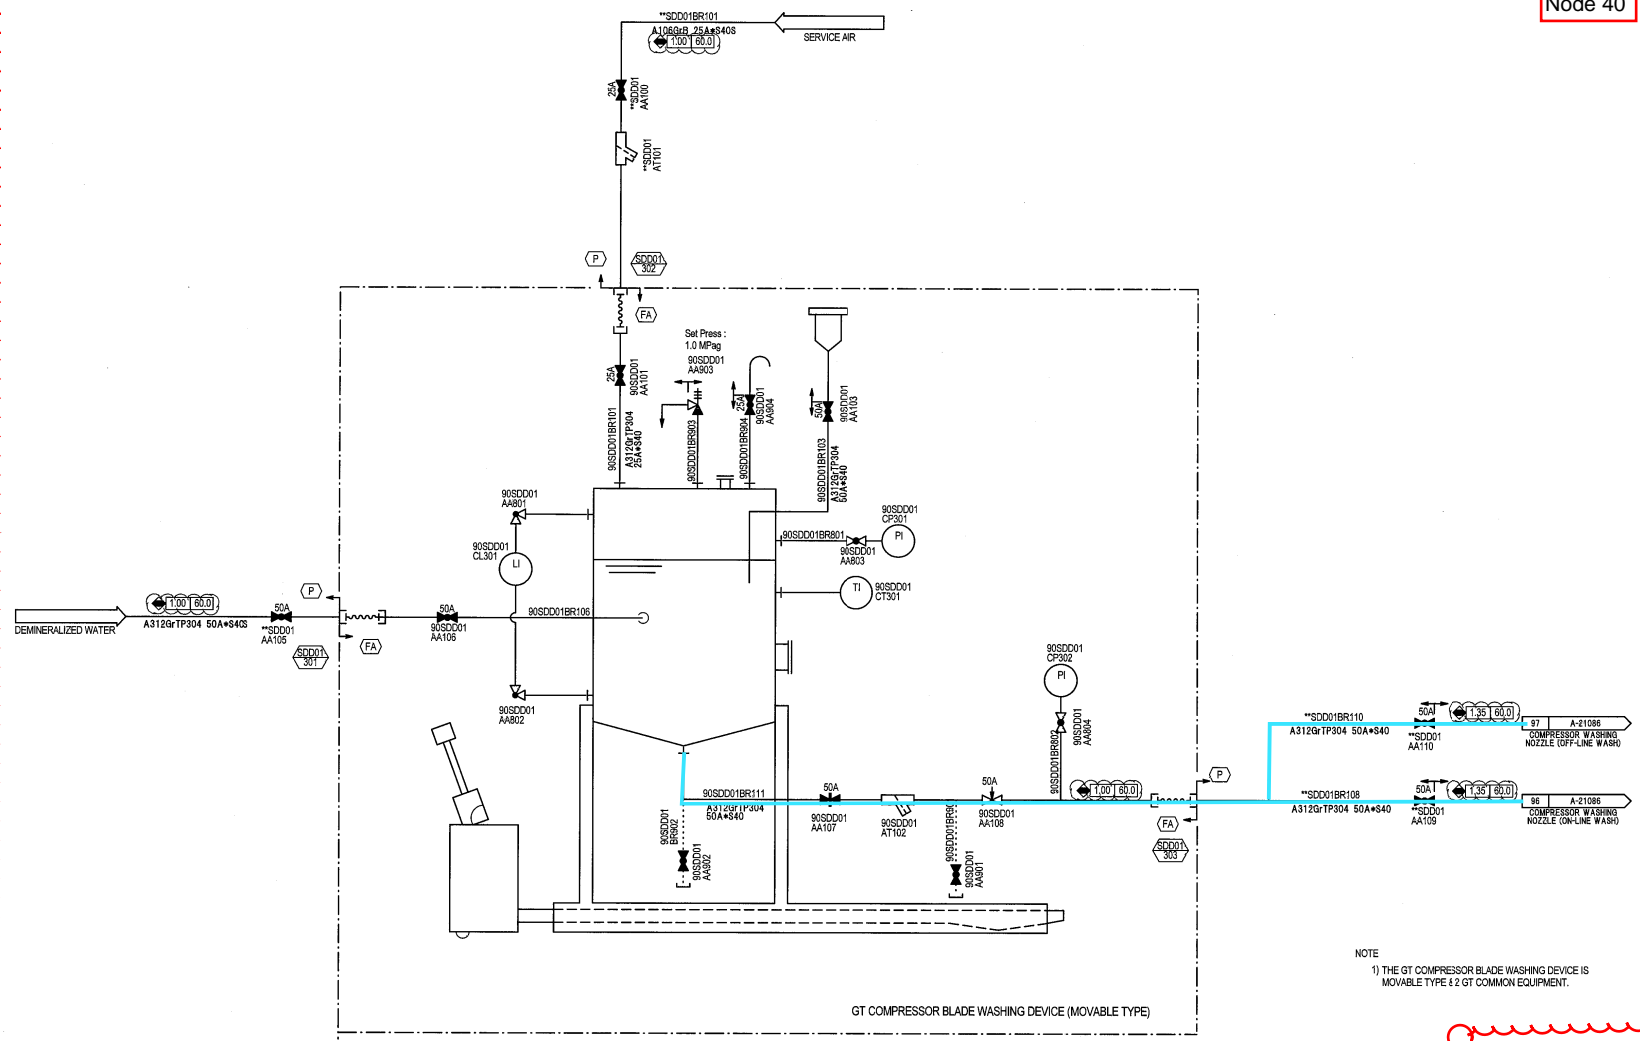 Node 40
**SDD01BR101
A106GrB 25A*S40S
1.00 60.0
SERVICE AIR
25A
**SDD01
AA100
**SDD01
AT101
P
SDD01
302
FA
Set Press :
1.0 MPag
90SDD01
AA903
25A
90SDD01
AA101
25A
90SDD01
AA904
50A
90SDD01
AA103
90SDD01BR101
A312GrTP304
25A*S40
90SDD01BR903
90SDD01BR904
90SDD01BR103
A312GrTP304
50A*S40
90SDD01
AA801
90SDD01
CL301
LI
90SDD01
CP301
PI
90SDD01BR801
90SDD01
AA803
TI
90SDD01
CT301
P
1.00 60.0
DEMINERALIZED WATER
A312GrTP304 50A*S40S
50A
**SDD01
AA105
SDD01
301
FA
50A
90SDD01
AA106
90SDD01BR106
90SDD01
AA802
90SDD01
CP302
PI
90SDD01
AA804
90SDD01BR802
90SDD01BR111
A312GrTP304
50A*S40
50A
90SDD01
AA107
90SDD01
AT102
50A
90SDD01
AA108
1.00 60.0
P
FA
SDD01
303
90SDD01
BR902
90SDD01
AA902
90SDD01
AA901
**SDD01BR110
A312GrTP304 50A*S40
50A
**SDD01
AA110
1.35 60.0
97 A-21086
COMPRESSOR WASHING
NOZZLE (OFF-LINE WASH)
**SDD01BR108
A312GrTP304 50A*S40
50A
**SDD01
AA109
1.35 60.0
96 A-21086
COMPRESSOR WASHING
NOZZLE (ON-LINE WASH)
NOTE
1) THE GT COMPRESSOR BLADE WASHING DEVICE IS
MOVABLE TYPE & 2 GT COMMON EQUIPMENT.
GT COMPRESSOR BLADE WASHING DEVICE (MOVABLE TYPE)